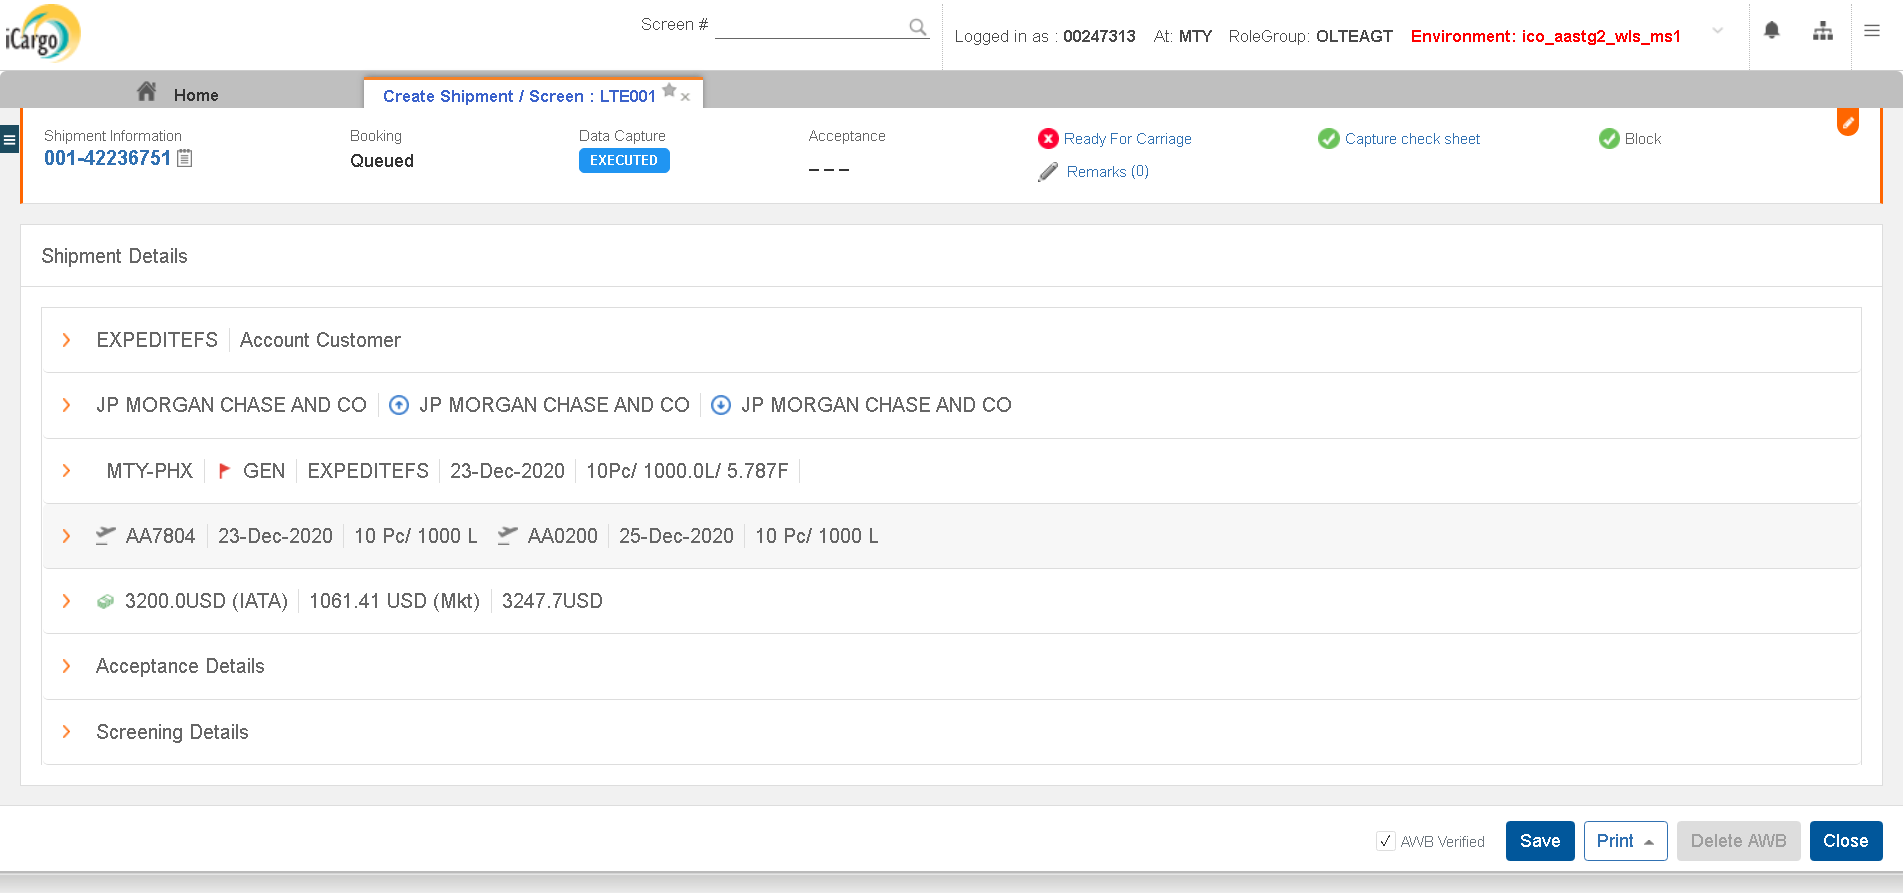 iCargo
Screen #
Logged in as : 00247313 At: MTY RoleGroup: OLTEAGT Environment: ico_aastg2_wls_ms1
Home
Create Shipment / Screen : LTE001
Shipment Information
001-42236751
Booking
Queued
Data Capture
EXECUTED
Acceptance
– – –
Ready For Carriage
Remarks (0)
Capture check sheet
Block
Shipment Details
EXPEDITEFS Account Customer
JP MORGAN CHASE AND CO JP MORGAN CHASE AND CO JP MORGAN CHASE AND CO
MTY-PHX GEN EXPEDITEFS 23-Dec-2020 10Pc/ 1000.0L/ 5.787F
AA7804 23-Dec-2020 10 Pc/ 1000 L AA0200 25-Dec-2020 10 Pc/ 1000 L
3200.0USD (IATA) 1061.41 USD (Mkt) 3247.7USD
Acceptance Details
Screening Details
AWB Verified Save Print Delete AWB Close